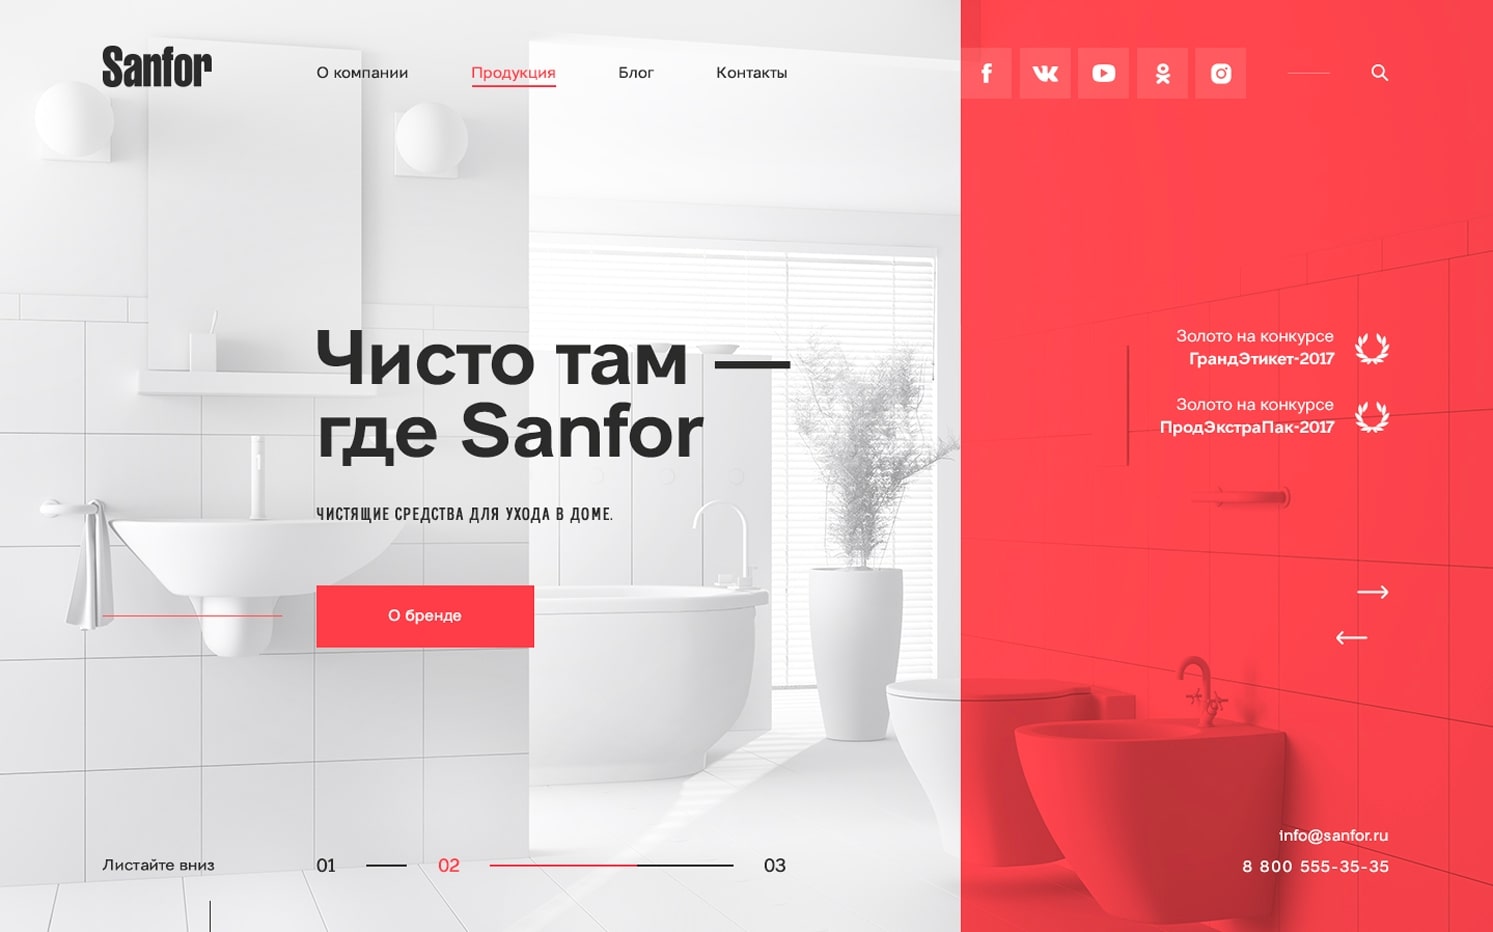 Sanfor
О компании
Продукция
Блог
Контакты
Чисто там —
где Sanfor
ЧИСТЯЩИЕ СРЕДСТВА ДЛЯ УХОДА В ДОМЕ.
О бренде
Золото на конкурсе
ГрандЭтикет-2017
Золото на конкурсе
ПродЭкстраПак-2017
Листайте вниз
01
02
03
info@sanfor.ru
8 800 555-35-35